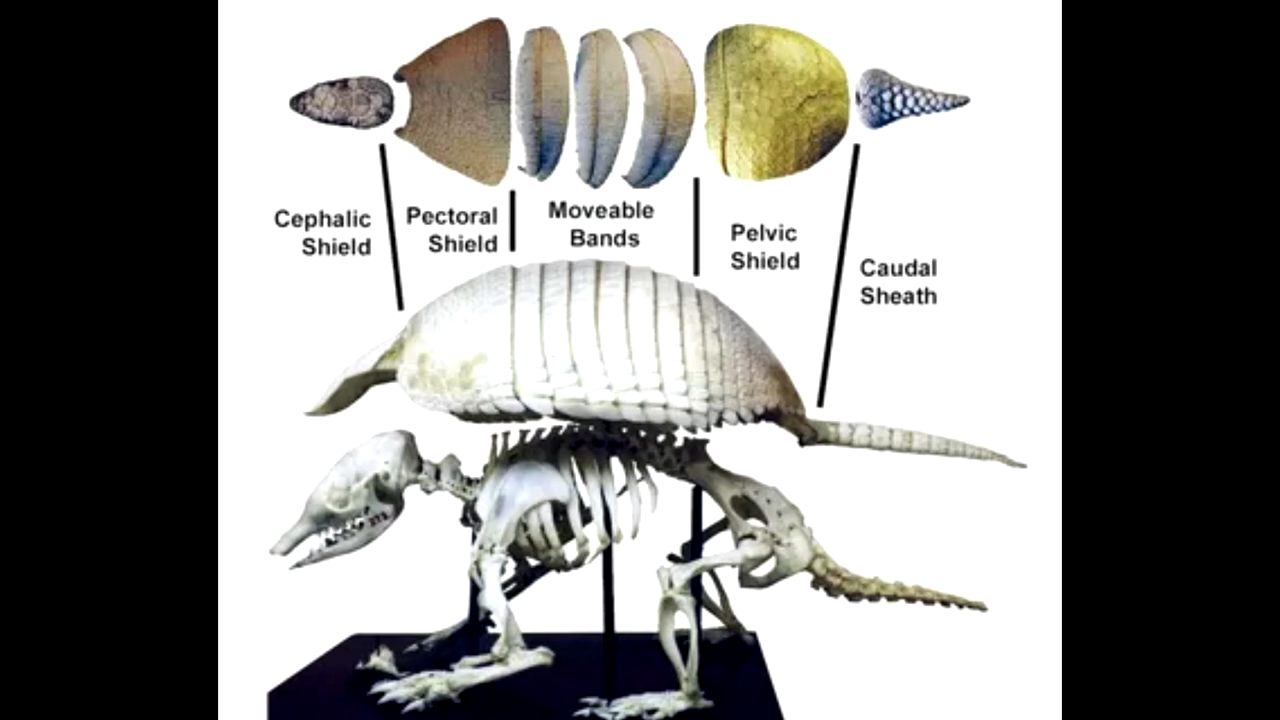 Cephalic
Shield
Pectoral
Shield
Moveable
Bands
Pelvic
Shield
Caudal
Sheath